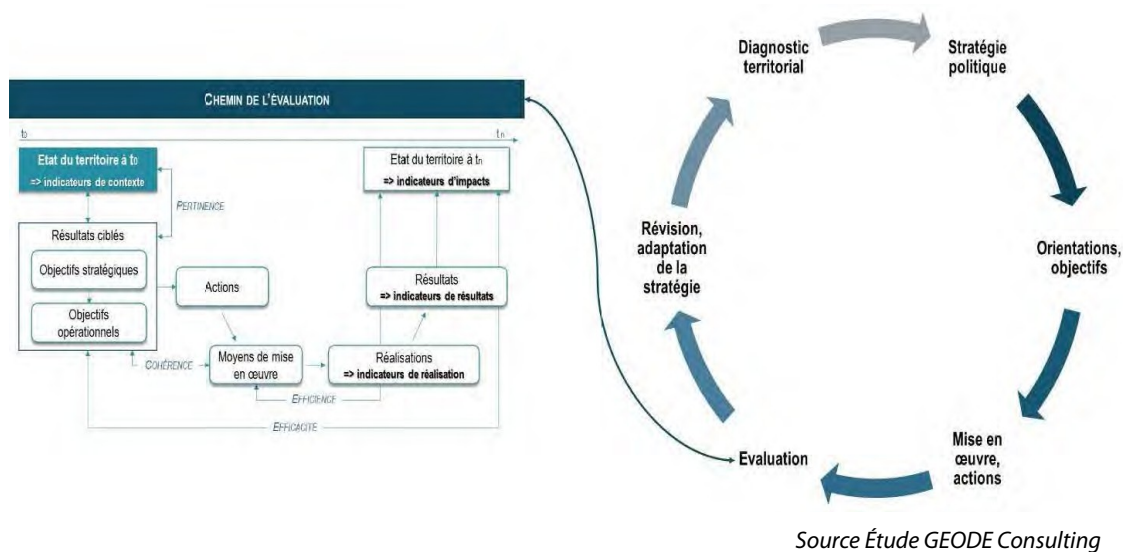 CHEMIN DE L'ÉVALUATION
t0
tn
Etat du territoire à t0
=> indicateurs de contexte
Etat du territoire à tn
=> indicateurs d'impacts
PERTINENCE
Résultats ciblés
Objectifs stratégiques
Objectifs
opérationnels
Actions
Résultats
=> indicateurs de résultats
COHÉRENCE
Moyens de mise
en œuvre
Réalisations
=> indicateurs de réalisation
EFFICIENCE
EFFICACITE
Diagnostic
territorial
Stratégie
politique
Orientations,
objectifs
Mise en
œuvre,
actions
Evaluation
Révision,
adaptation
de la
stratégie
Source Étude GEODE Consulting